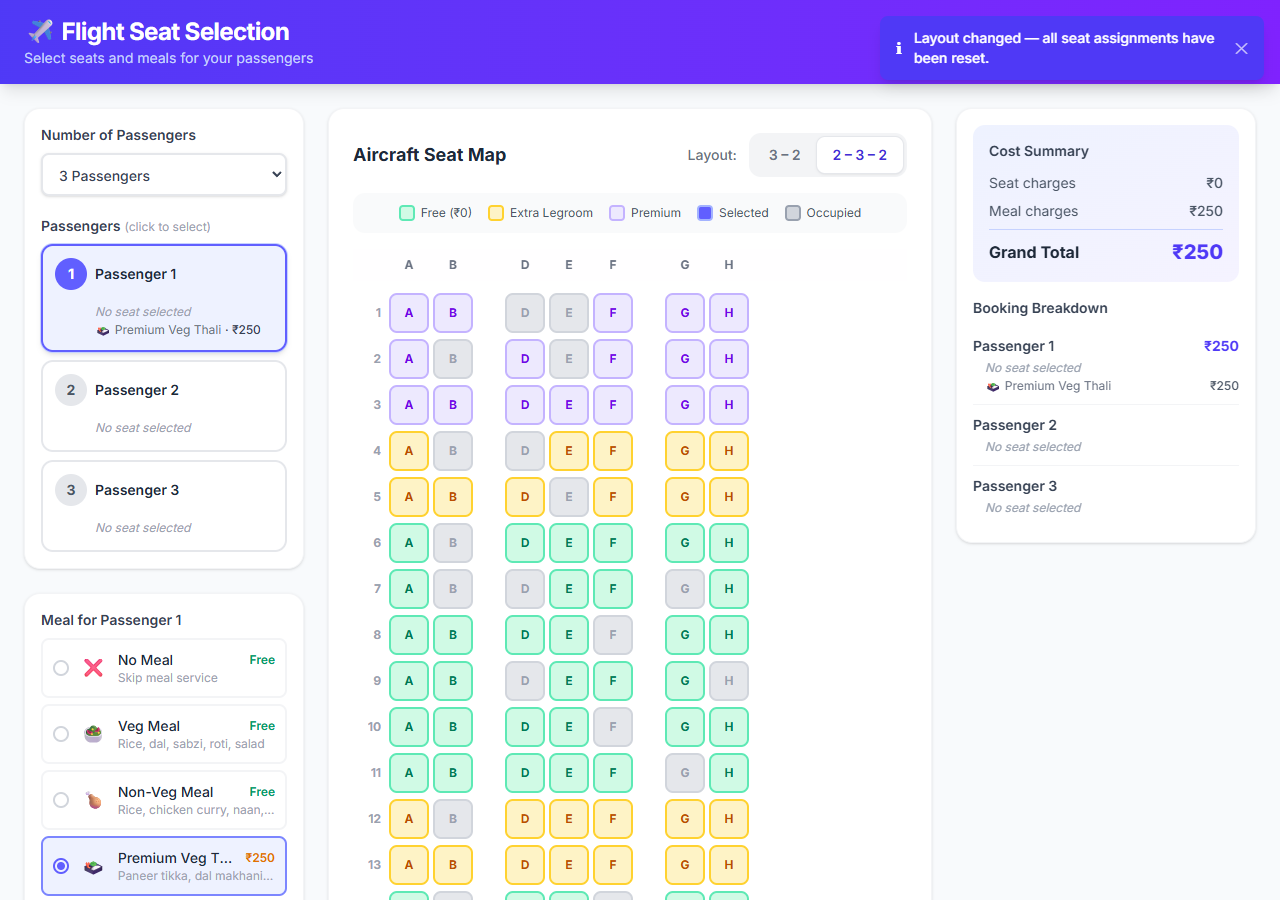 Flight Seat Selection
Select seats and meals for your passengers
Layout changed — all seat assignments have
been reset.
Number of Passengers
3 Passengers
Passengers (click to select)
1 Passenger 1
No seat selected
Premium Veg Thali · ₹250
2 Passenger 2
No seat selected
3 Passenger 3
No seat selected
Meal for Passenger 1
No Meal Free
Skip meal service
Veg Meal Free
Rice, dal, sabzi, roti, salad
Non-Veg Meal Free
Rice, chicken curry, naan,...
Premium Veg T... ₹250
Paneer tikka, dal makhani...
Aircraft Seat Map
Layout: 3 – 2 2 – 3 – 2
Free (₹0) Extra Legroom Premium Selected Occupied
A B D E F G H
1 A B D E F G H
2 A B D E F G H
3 A B D E F G H
4 A B D E F G H
5 A B D E F G H
6 A B D E F G H
7 A B D E F G H
8 A B D E F G H
9 A B D E F G H
10 A B D E F G H
11 A B D E F G H
12 A B D E F G H
13 A B D E F G H
Cost Summary
Seat charges ₹0
Meal charges ₹250
Grand Total ₹250
Booking Breakdown
Passenger 1 ₹250
No seat selected
Premium Veg Thali ₹250
Passenger 2
No seat selected
Passenger 3
No seat selected